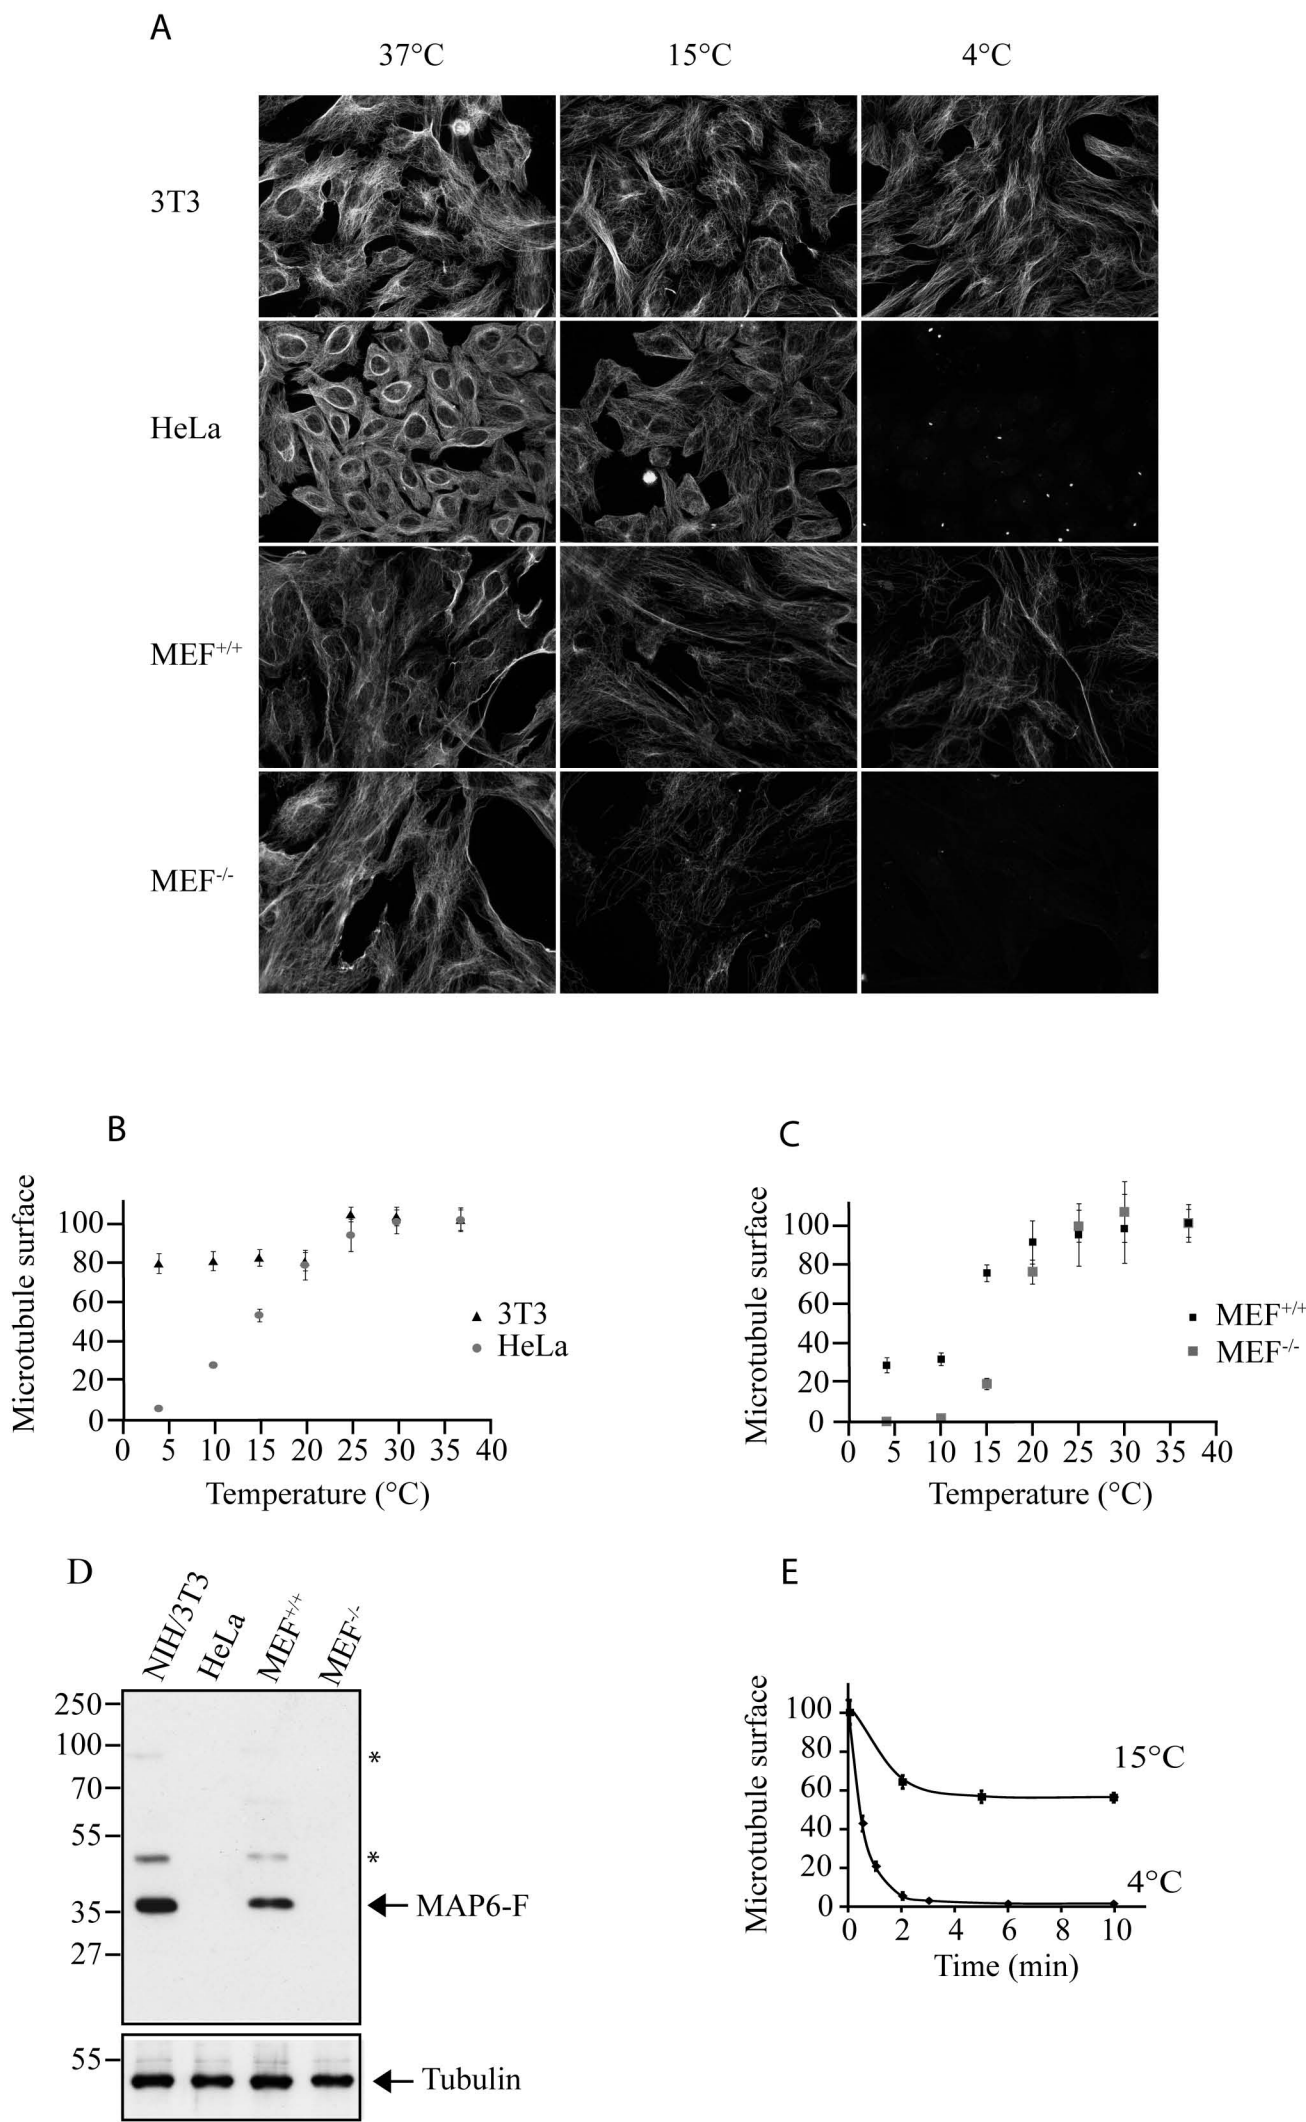 A
37°C 15°C 4°C
3T3
HeLa
MEF+/+
MEF-/-
B
Microtubule surface
100
80
60
40
20
0
0 5 10 15 20 25 30 35 40
Temperature (°C)
3T3
HeLa
C
Microtubule surface
100
80
60
40
20
0
0 5 10 15 20 25 30 35 40
Temperature (°C)
MEF+/+
MEF-/-
D
NIH/3T3 HeLa MEF+/+ MEF-/-
250
100
*
70
55
*
35
MAP6-F
27
55
Tubulin
E
Microtubule surface
100
80
60
40
20
0
15°C
4°C
0 2 4 6 8 10
Time (min)